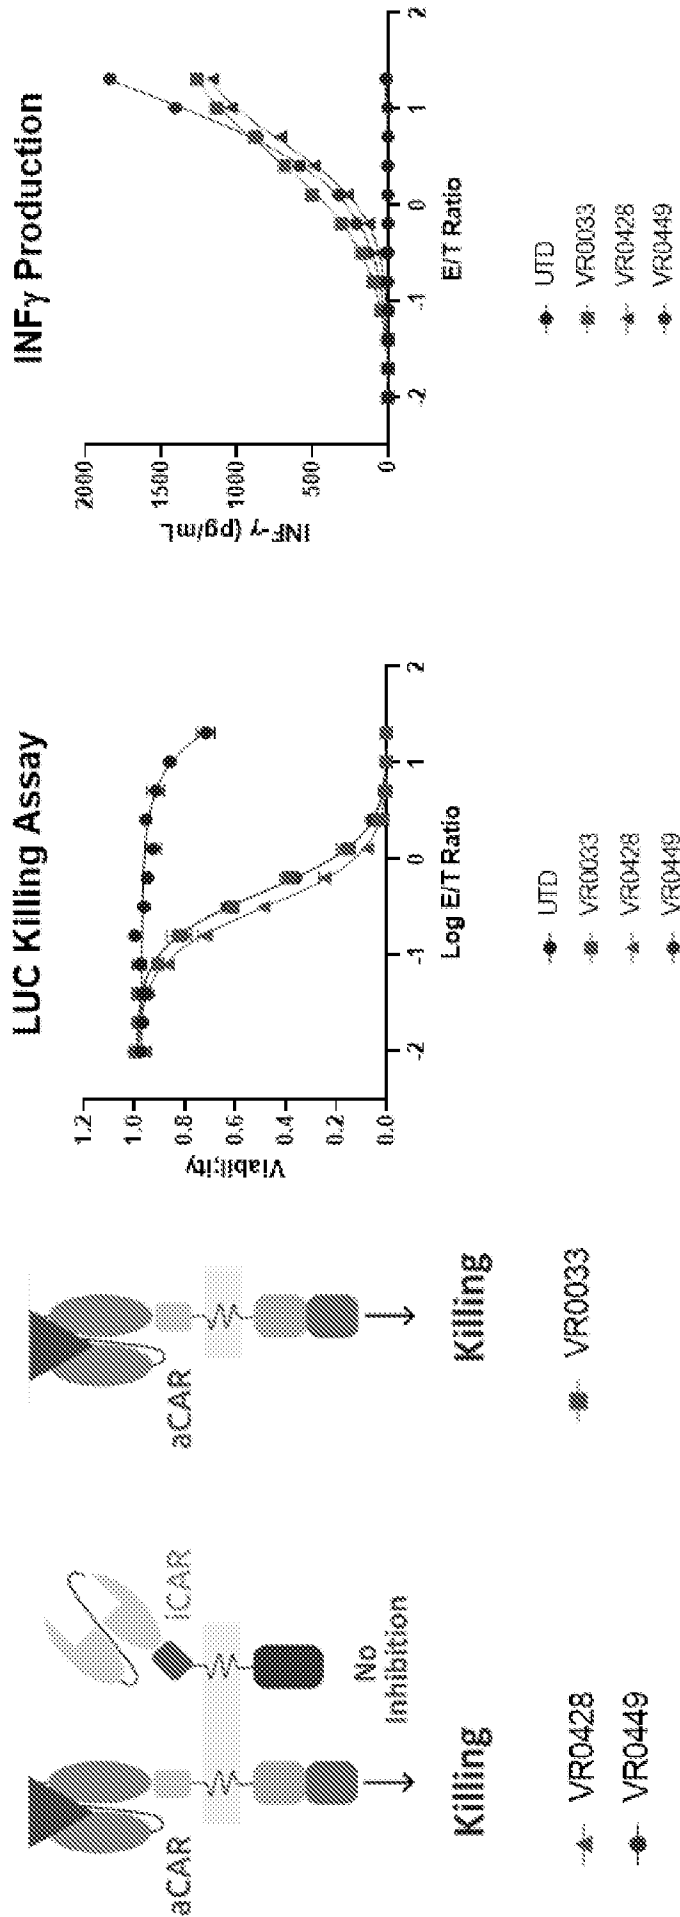 aCAR
iCAR
Killing
No
Inhibition
VR0428
VR0449
aCAR
Killing
VR0033
LUC Killing Assay
Viability
1.2
1.0
0.8
0.6
0.4
0.2
0.0
-2
-1
0
1
2
Log E/T Ratio
UTD
VR0033
VR0428
VR0449
INFγ Production
INF-γ (pg/mL
2000
1500
1000
500
0
-2
-1
0
1
2
E/T Ratio
UTD
VR0033
VR0428
VR0449